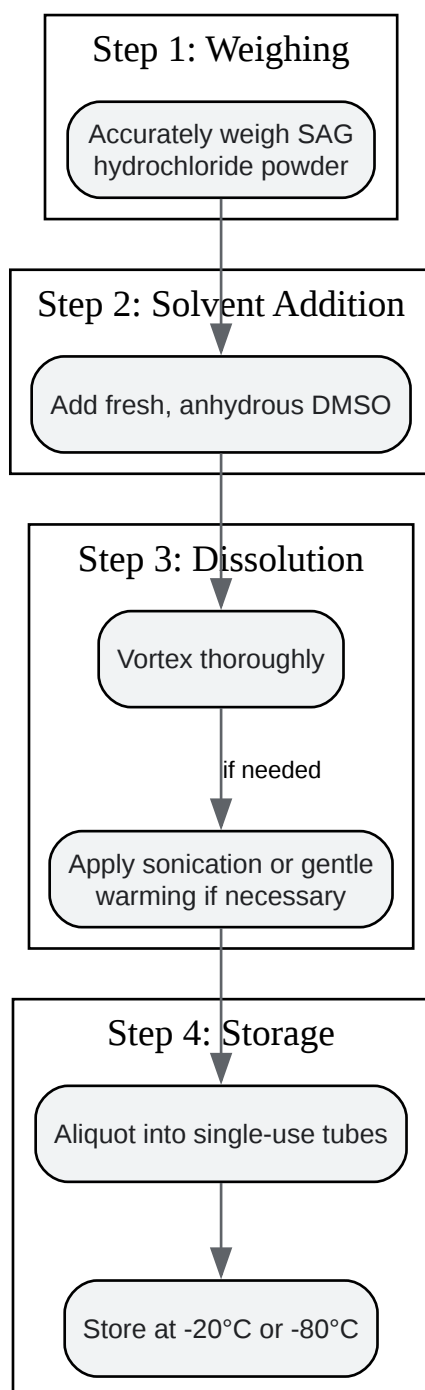 Step 1: Weighing
Accurately weigh SAG
hydrochloride powder
Step 2: Solvent Addition
Add fresh, anhydrous DMSO
Step 3: Dissolution
Vortex thoroughly
if needed
Apply sonication or gentle
warming if necessary
Step 4: Storage
Aliquot into single-use tubes
Store at -20°C or -80°C